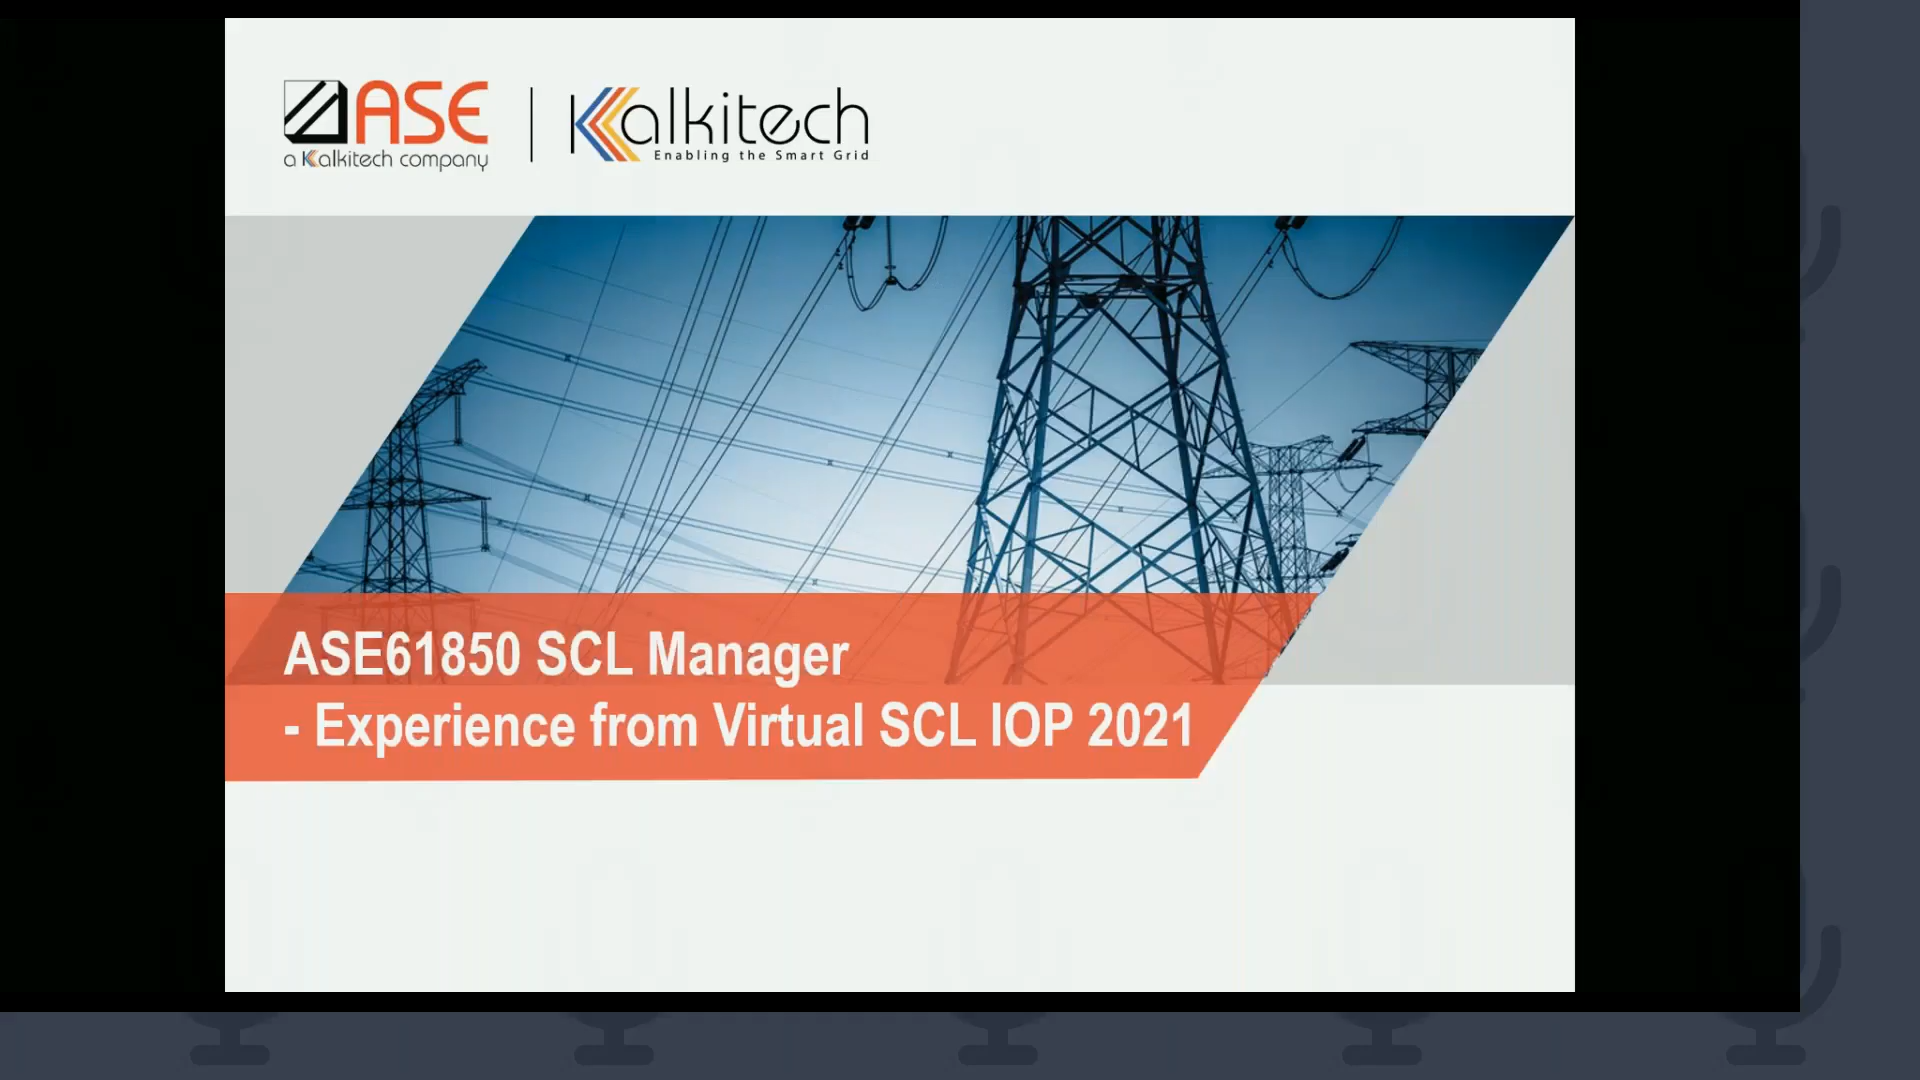 ASE
a Kalkitech company
Kalkitech
Enabling the Smart Grid
ASE61850 SCL Manager
- Experience from Virtual SCL IOP 2021